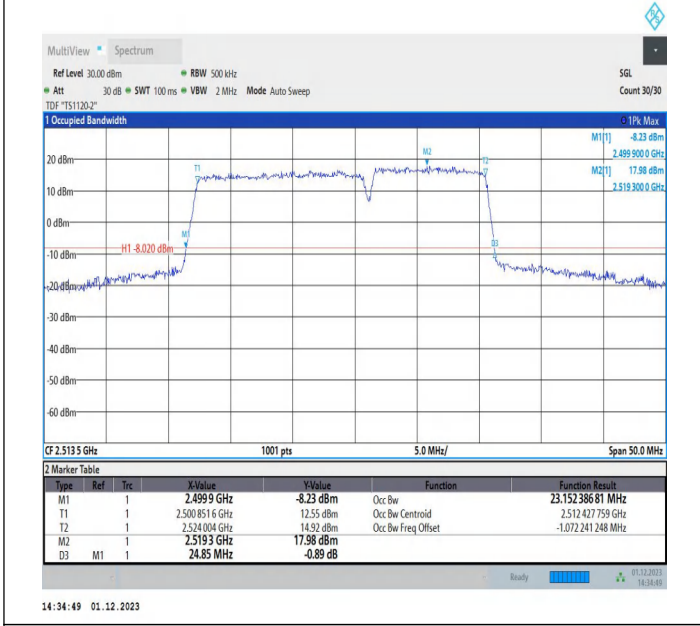 MultiView Spectrum
Ref Level 30.00 dBm RBW 500 kHz SGL
Att 30 dB SWT 100 ms VBW 2 MHz Mode Auto Sweep Count 30/30
TDF "TS1120-2"
1 Occupied Bandwidth 1Pk Max
M1[1] -8.23 dBm
2.499 900 0 GHz
M2[1] 17.98 dBm
2.519 300 0 GHz
M2
T1
T2
20 dBm
10 dBm
0 dBm
M1
D3
H1 -8.020 dBm
-10 dBm
-20 dBm
-30 dBm
-40 dBm
-50 dBm
-60 dBm
CF 2.513 5 GHz 1001 pts 5.0 MHz/ Span 50.0 MHz
2 Marker Table
Type Ref Trc X-Value Y-Value Function Function Result
M1 1 2.499 9 GHz -8.23 dBm Occ Bw 23.152 386 81 MHz
T1 1 2.500 851 6 GHz 12.55 dBm Occ Bw Centroid 2.512 427 759 GHz
T2 1 2.524 004 GHz 14.92 dBm Occ Bw Freq Offset -1.072 241 248 MHz
M2 1 2.519 3 GHz 17.98 dBm
D3 M1 1 24.85 MHz -0.89 dB
Ready 01.12.2023
14:34:49
14:34:49 01.12.2023